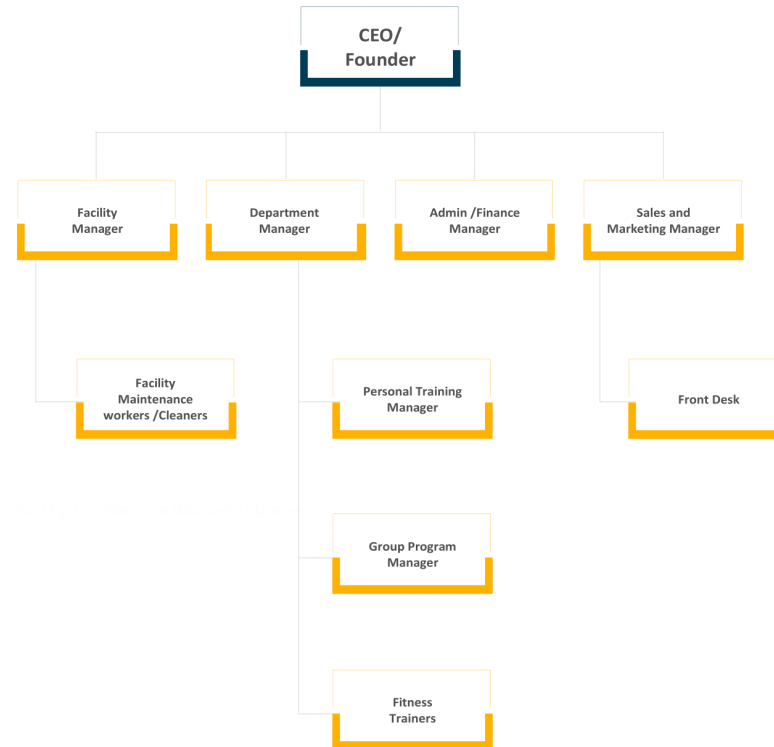 CEO/
Founder
Facility
Manager
Department
Manager
Admin /Finance
Manager
Sales and
Marketing Manager
Facility
Maintenance
workers /Cleaners
Personal Training
Manager
Front Desk
Group Program
Manager
Fitness
Trainers